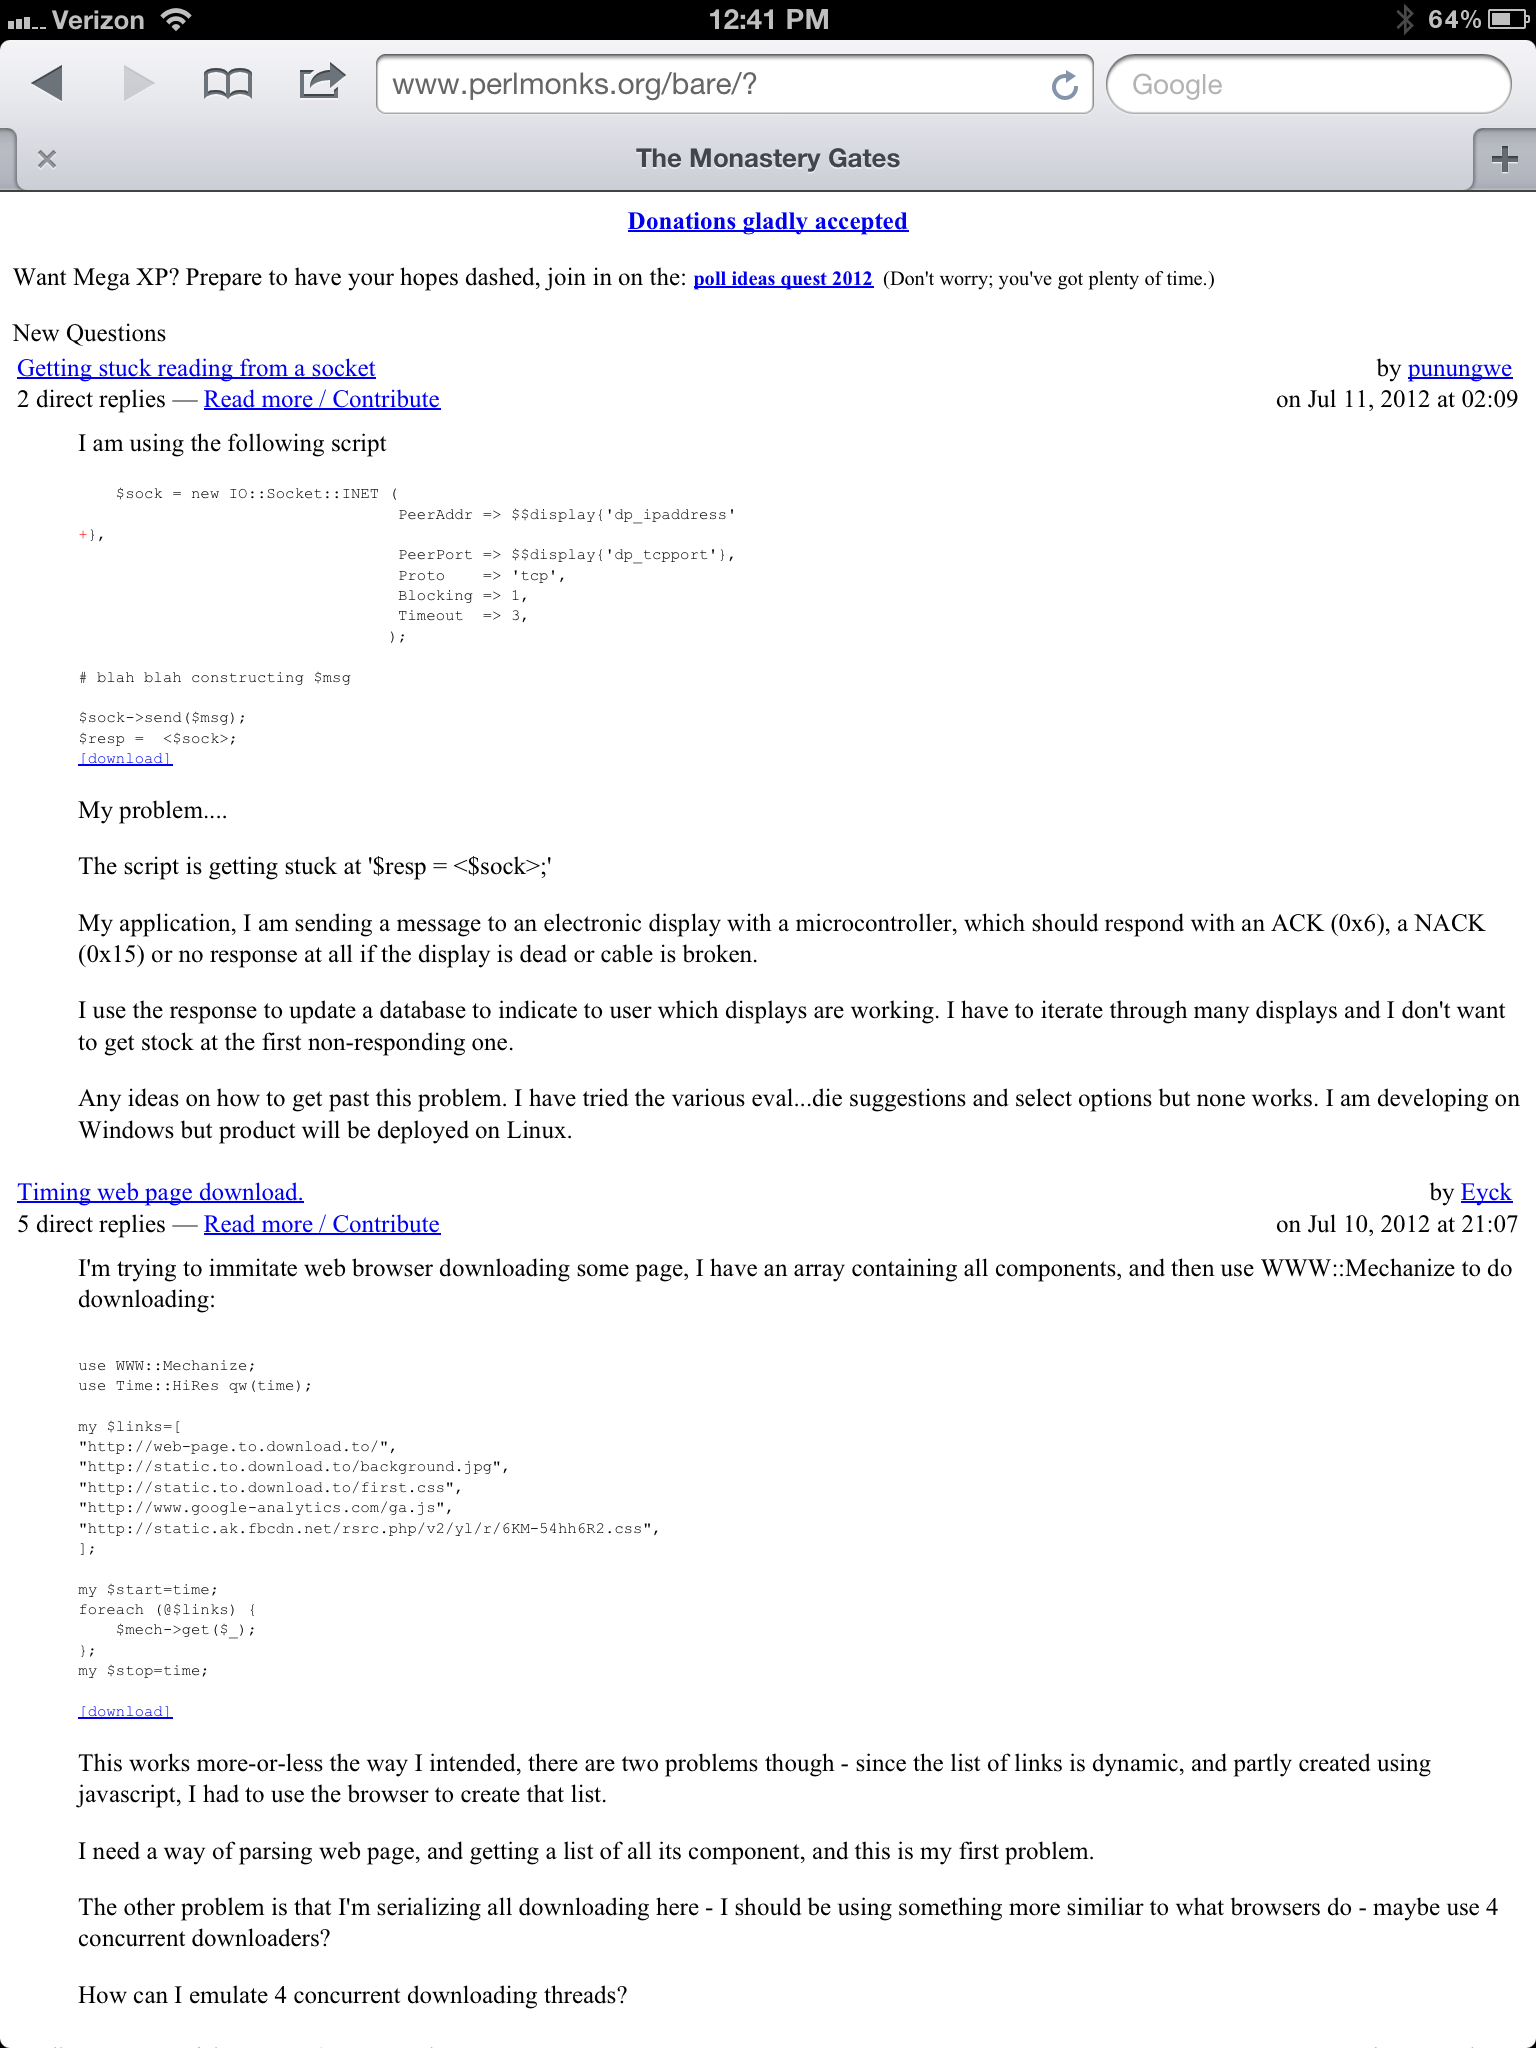 Verizon 12:41 PM 64%
www.perlmonks.org/bare/? Google
The Monastery Gates
Donations gladly accepted
Want Mega XP? Prepare to have your hopes dashed, join in on the: poll ideas quest 2012 (Don't worry; you've got plenty of time.)
New Questions
Getting stuck reading from a socket by punungwe
2 direct replies — Read more / Contribute on Jul 11, 2012 at 02:09
I am using the following script
$sock = new IO::Socket::INET (
PeerAddr => $$display{'dp_ipaddress'
+},
PeerPort => $$display{'dp_tcpport'},
Proto    => 'tcp',
Blocking => 1,
Timeout  => 3,
);
# blah blah constructing $msg
$sock->send($msg);
$resp =  <$sock>;
[download]
My problem....
The script is getting stuck at '$resp = <$sock>;'
My application, I am sending a message to an electronic display with a microcontroller, which should respond with an ACK (0x6), a NACK
(0x15) or no response at all if the display is dead or cable is broken.
I use the response to update a database to indicate to user which displays are working. I have to iterate through many displays and I don't want
to get stock at the first non-responding one.
Any ideas on how to get past this problem. I have tried the various eval...die suggestions and select options but none works. I am developing on
Windows but product will be deployed on Linux.
Timing web page download. by Eyck
5 direct replies — Read more / Contribute on Jul 10, 2012 at 21:07
I'm trying to immitate web browser downloading some page, I have an array containing all components, and then use WWW::Mechanize to do
downloading:
use WWW::Mechanize;
use Time::HiRes qw(time);
my $links=[
"http://web-page.to.download.to/",
"http://static.to.download.to/background.jpg",
"http://static.to.download.to/first.css",
"http://www.google-analytics.com/ga.js",
"http://static.ak.fbcdn.net/rsrc.php/v2/yl/r/6KM-54hh6R2.css",
];
my $start=time;
foreach (@$links) {
$mech->get($_);
};
my $stop=time;
[download]
This works more-or-less the way I intended, there are two problems though - since the list of links is dynamic, and partly created using
javascript, I had to use the browser to create that list.
I need a way of parsing web page, and getting a list of all its component, and this is my first problem.
The other problem is that I'm serializing all downloading here - I should be using something more similiar to what browsers do - maybe use 4
concurrent downloaders?
How can I emulate 4 concurrent downloading threads?